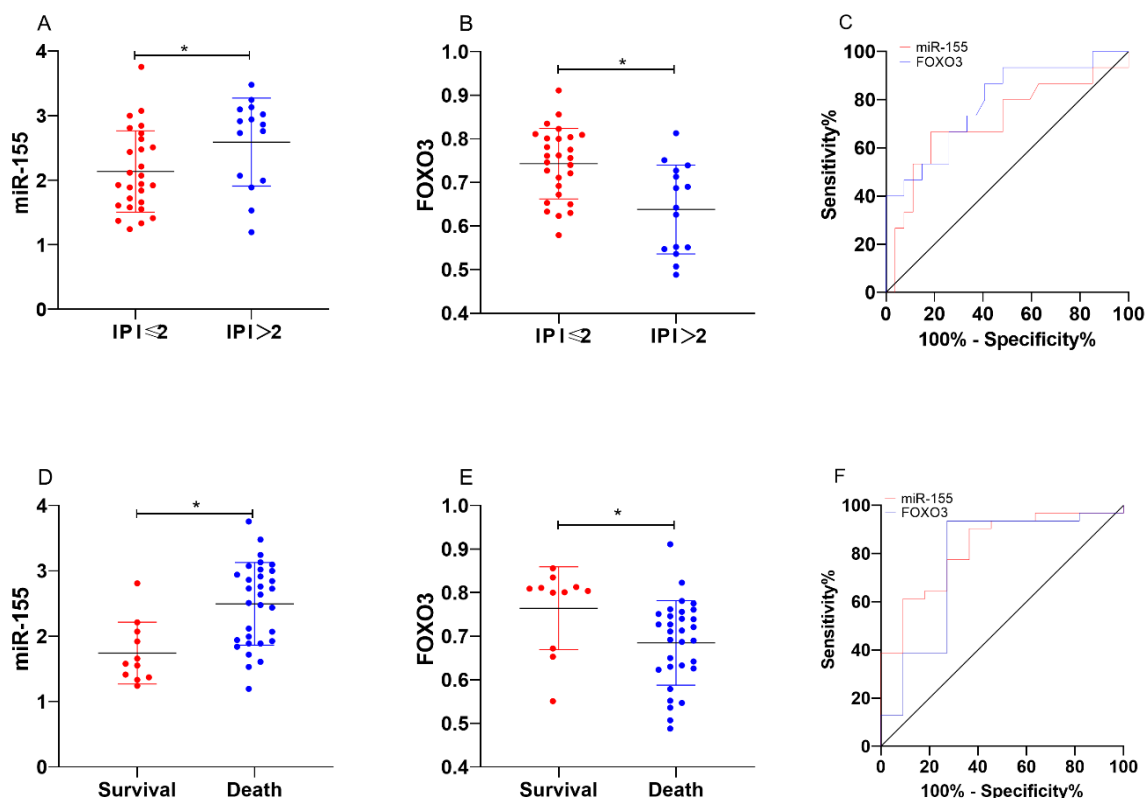 A
*
miR-155
4
3
2
1
0
IPI≤2
IPI>2
B
*
FOXO3
1.0
0.9
0.8
0.7
0.6
0.5
0.4
IPI≤2
IPI>2
C
miR-155
FOXO3
Sensitivity%
100
80
60
40
20
0
0 20 40 60 80 100
100% - Specificity%
D
*
miR-155
4
3
2
1
0
Survival
Death
E
*
FOXO3
1.0
0.9
0.8
0.7
0.6
0.5
0.4
Survival
Death
F
miR-155
FOXO3
Sensitivity%
100
80
60
40
20
0
0 20 40 60 80 100
100% - Specificity%